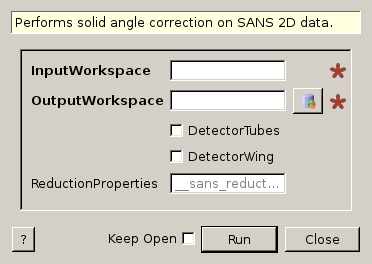 Performs solid angle correction on SANS 2D data.
InputWorkspace *
OutputWorkspace *
DetectorTubes
DetectorWing
ReductionProperties __sans_reduct...
? Keep Open Run Close